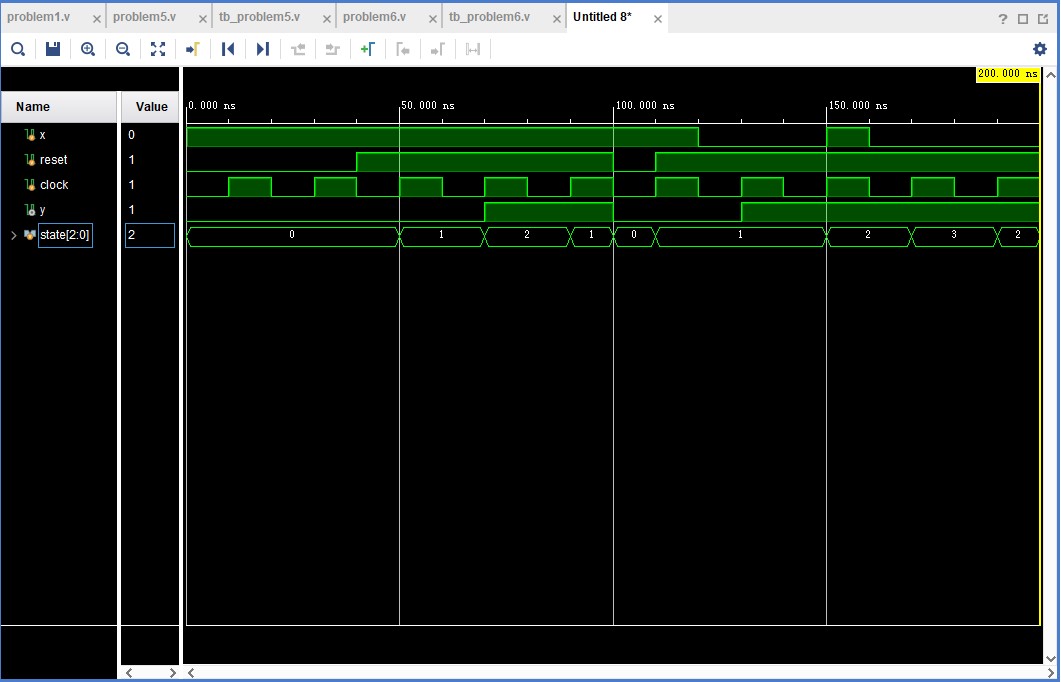 problem1.v problem5.v tb_problem5.v problem6.v tb_problem6.v Untitled 8*
200.000 ns
Name Value 0.000 ns 50.000 ns 100.000 ns 150.000 ns
x 0
reset 1
clock 1
y 1
state[2:0] 2 0 1 2 1 0 1 2 3 2